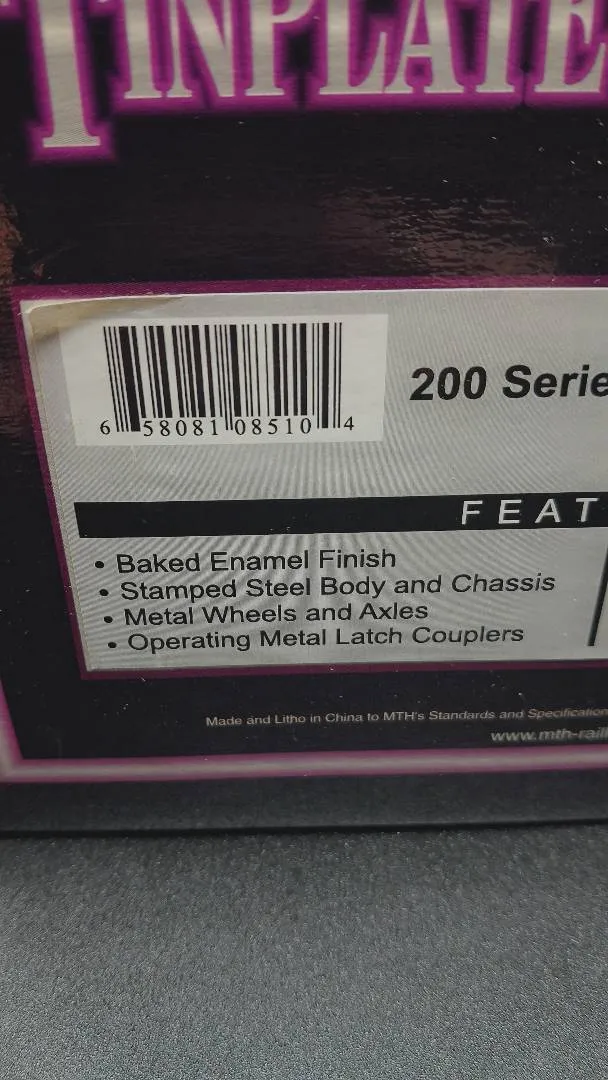 TINPLATE
200 Serie
6 58081 08510 4
FEAT
• Baked Enamel Finish
• Stamped Steel Body and Chassis
• Metal Wheels and Axles
• Operating Metal Latch Couplers
Made and Litho in China to MTH's Standards and Specification
www.mth-rail